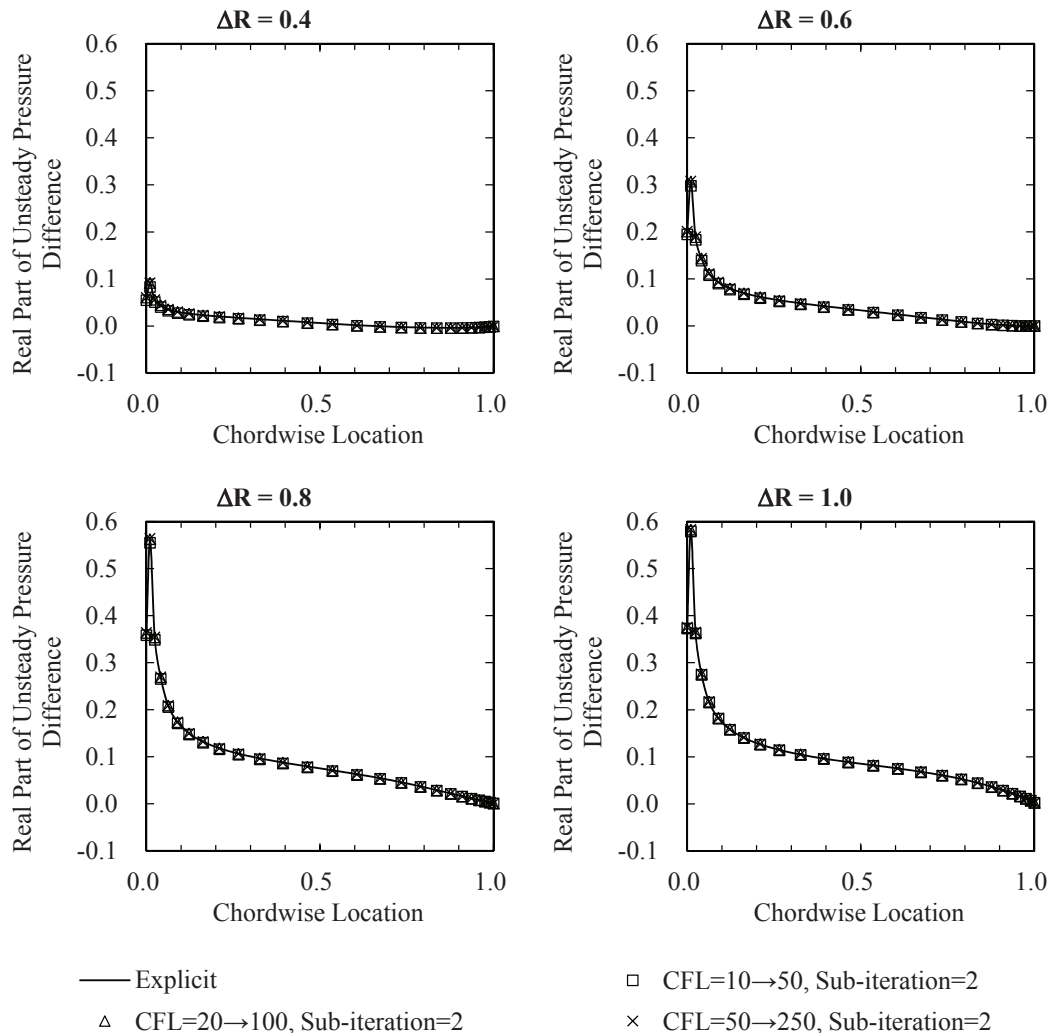 ΔR = 0.4
0.6
0.5
0.4
0.3
0.2
0.1
0.0
-0.1
Real Part of Unsteady Pressure
Difference
0.0
0.5
1.0
Chordwise Location
ΔR = 0.6
0.6
0.5
0.4
0.3
0.2
0.1
0.0
-0.1
Real Part of Unsteady Pressure
Difference
0.0
0.5
1.0
Chordwise Location
ΔR = 0.8
0.6
0.5
0.4
0.3
0.2
0.1
0.0
-0.1
Real Part of Unsteady Pressure
Difference
0.0
0.5
1.0
Chordwise Location
ΔR = 1.0
0.6
0.5
0.4
0.3
0.2
0.1
0.0
-0.1
Real Part of Unsteady Pressure
Difference
0.0
0.5
1.0
Chordwise Location
Explicit
CFL=10→50, Sub-iteration=2
CFL=20→100, Sub-iteration=2
CFL=50→250, Sub-iteration=2